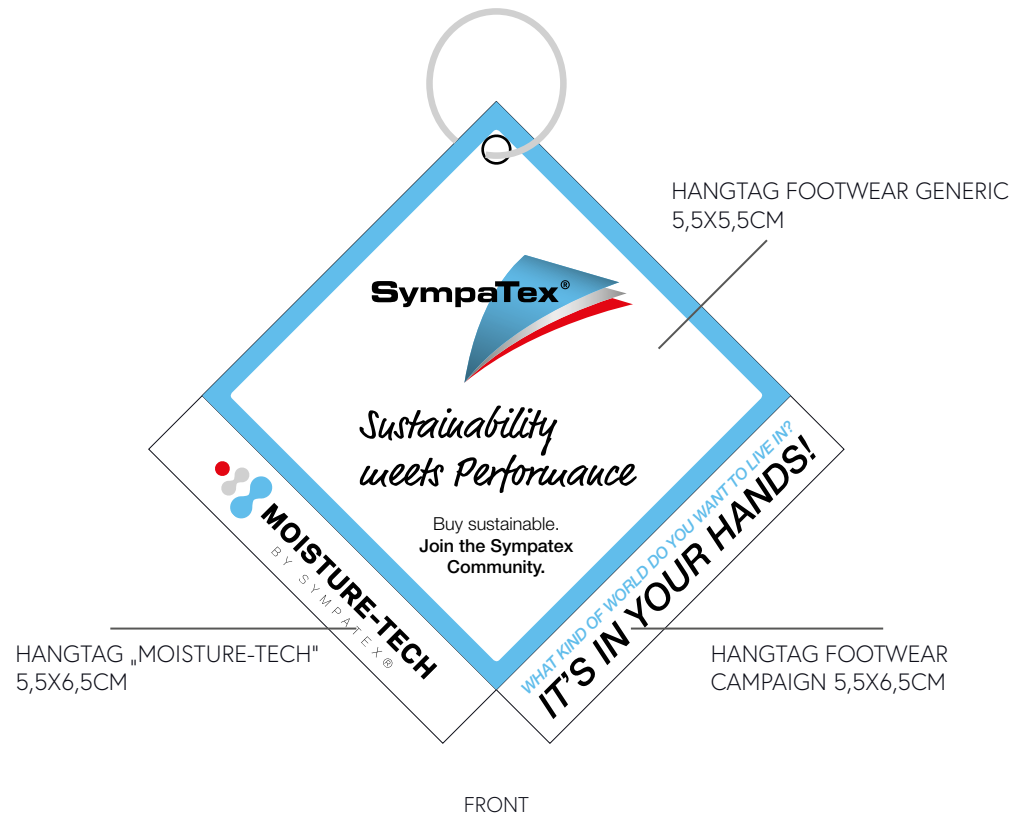 HANGTAG FOOTWEAR GENERIC
5,5X5,5CM
SympaTex®
Sustainability
meets Performance
Buy sustainable.
Join the Sympatex
Community.
MOISTURE-TECH
BY SYMPATEX®
WHAT KIND OF WORLD DO YOU WANT TO LIVE IN?
IT'S IN YOUR HANDS!
HANGTAG „MOISTURE-TECH"
5,5X6,5CM
HANGTAG FOOTWEAR
CAMPAIGN 5,5X6,5CM
FRONT